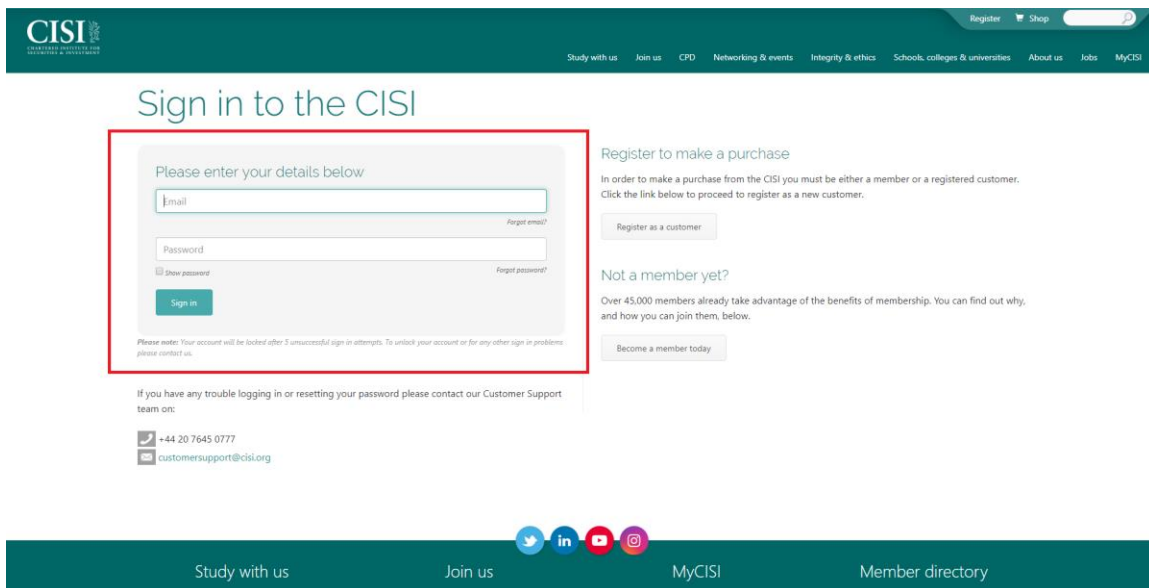 CISI
CHARTERED INSTITUTE FOR
SECURITIES & INVESTMENT
Register Shop
Study with us Join us CPD Networking & events Integrity & ethics Schools, colleges & universities About us Jobs MyCISI
Sign in to the CISI
Please enter your details below
Email
Forgot email?
Password
Show password
Forgot password?
Sign in
Please note: Your account will be locked after 5 unsuccessful sign in attempts. To unlock your account or for any other sign in problems
please contact us.
If you have any trouble logging in or resetting your password please contact our Customer Support
team on:
+44 20 7645 0777
customersupport@cisi.org
Register to make a purchase
In order to make a purchase from the CISI you must be either a member or a registered customer.
Click the link below to proceed to register as a new customer.
Register as a customer
Not a member yet?
Over 45,000 members already take advantage of the benefits of membership. You can find out why,
and how you can join them, below.
Become a member today
in
Study with us Join us MyCISI Member directory